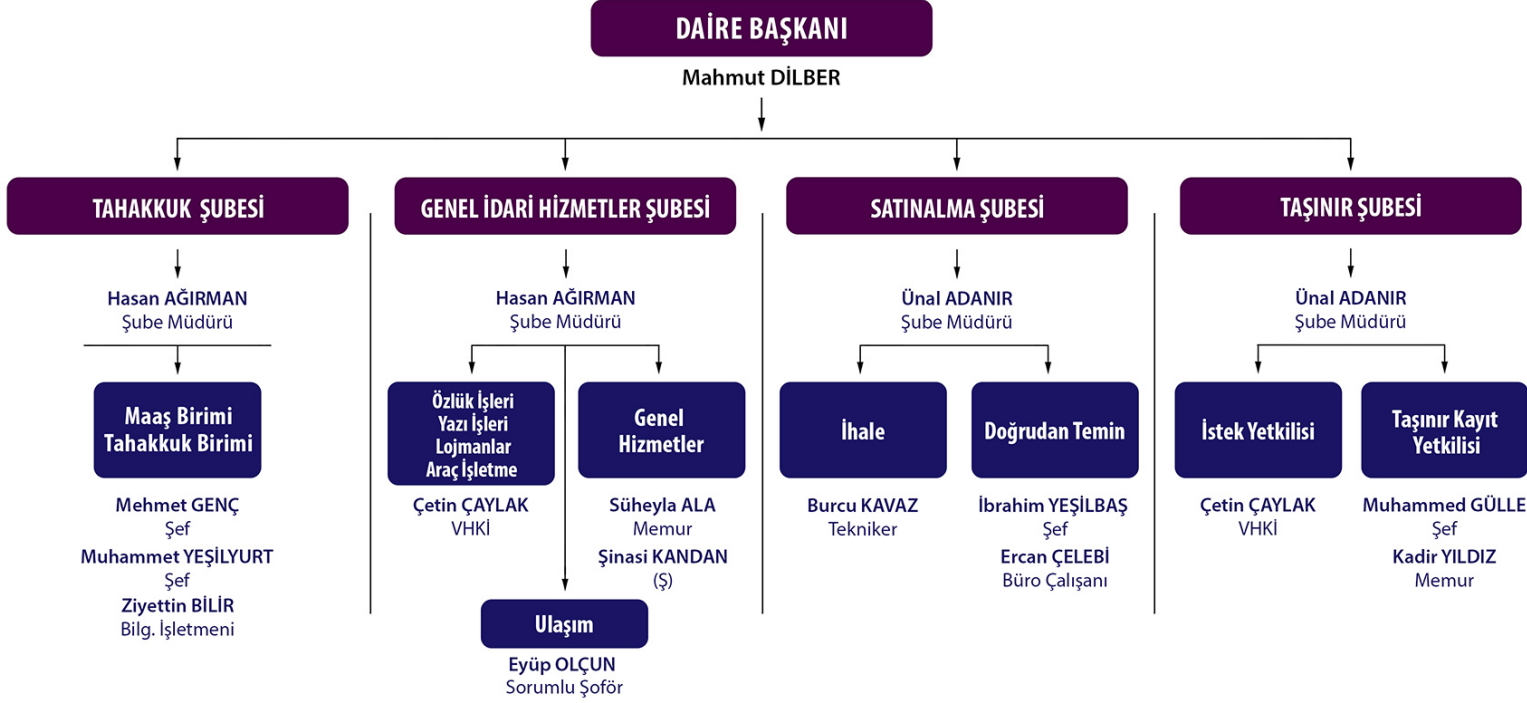 DAİRE BAŞKANI
Mahmut DİLBER
TAHAKKUK ŞUBESİ
Hasan AĞIRMAN
Şube Müdürü
Maaş Birimi
Tahakkuk Birimi
Mehmet GENÇ
Şef
Muhammet YEŞİLYURT
Şef
Ziyettin BİLİR
Bilg. İşletmeni
GENEL İDARİ HİZMETLER ŞUBESİ
Hasan AĞIRMAN
Şube Müdürü
Özlük İşleri
Yazı İşleri
Lojmanlar
Araç İşletme
Çetin ÇAYLAK
VHKİ
Genel
Hizmetler
Süheyla ALA
Memur
Şinasi KANDAN
(Ş)
Ulaşım
Eyüp OLÇUN
Sorumlu Şoför
SATINALMA ŞUBESİ
Ünal ADANIR
Şube Müdürü
İhale
Burcu KAVAZ
Tekniker
Doğrudan Temin
İbrahim YEŞİLBAŞ
Şef
Ercan ÇELEBİ
Büro Çalışanı
TAŞINIR ŞUBESİ
Ünal ADANIR
Şube Müdürü
İstek Yetkilisi
Çetin ÇAYLAK
VHKİ
Taşınır Kayıt
Yetkilisi
Muhammed GÜLLE
Şef
Kadir YILDIZ
Memur